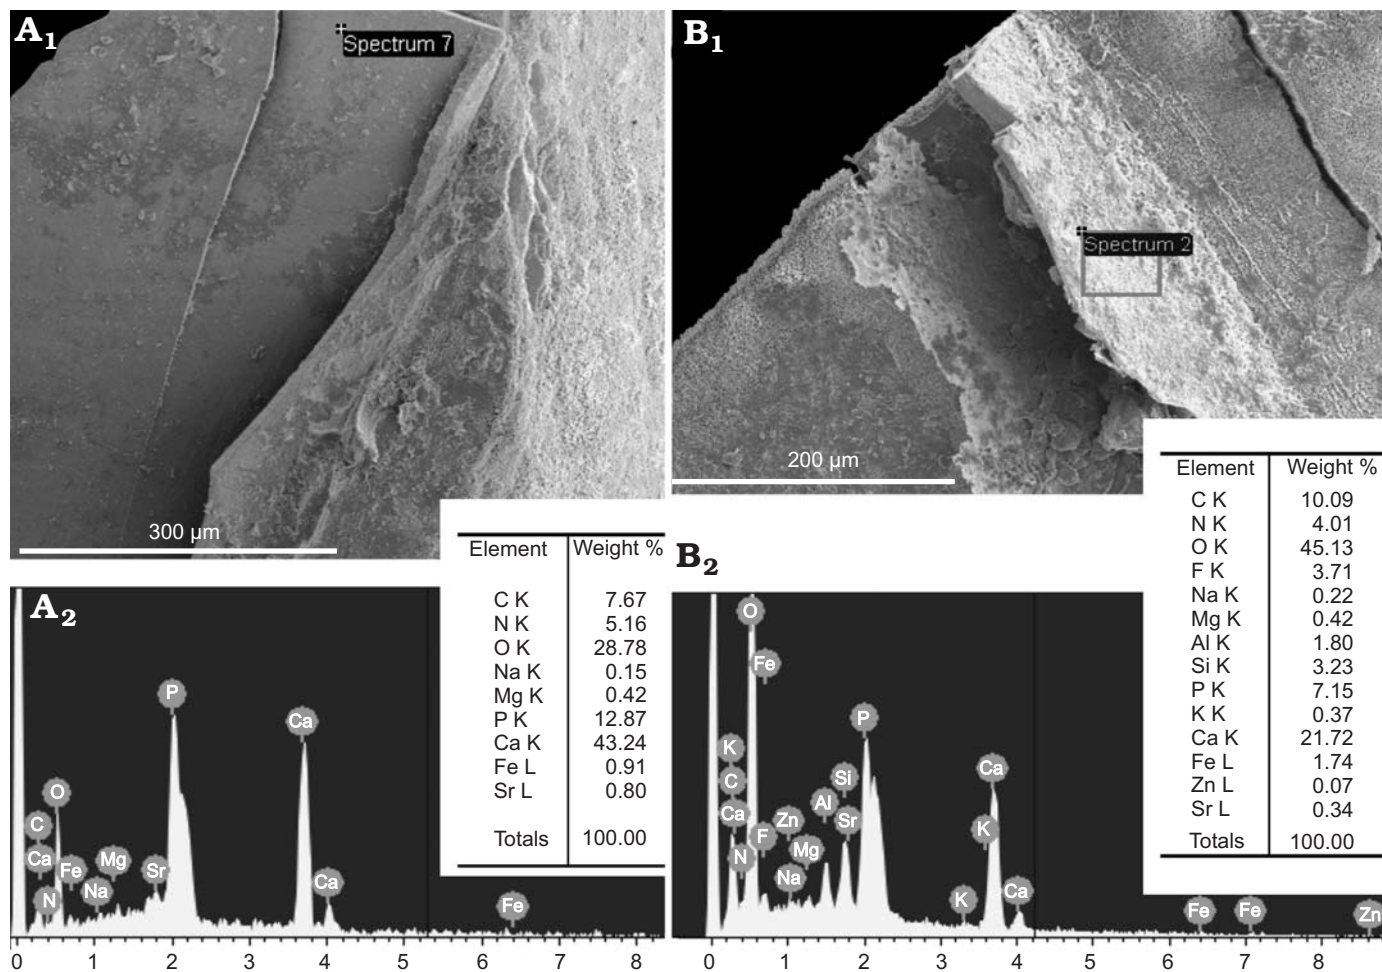 A1
Spectrum 7
300 µm
B1
Spectrum 2
200 µm
A2
P
Ca
O
C
Ca
Fe
Mg
Sr
Na
N
Ca
Fe
0 1 2 3 4 5 6 7 8
Element Weight %
C K 7.67
N K 5.16
O K 28.78
Na K 0.15
Mg K 0.42
P K 12.87
Ca K 43.24
Fe L 0.91
Sr L 0.80
Totals 100.00
B2
O
Fe
P
K
C
Ca
Si
Al
Sr
Zn
F
Mg
N
Na
Ca
K
K
Ca
Fe
Fe
Zn
0 1 2 3 4 5 6 7 8
Element Weight %
C K 10.09
N K 4.01
O K 45.13
F K 3.71
Na K 0.22
Mg K 0.42
Al K 1.80
Si K 3.23
P K 7.15
K K 0.37
Ca K 21.72
Fe L 1.74
Zn L 0.07
Sr L 0.34
Totals 100.00